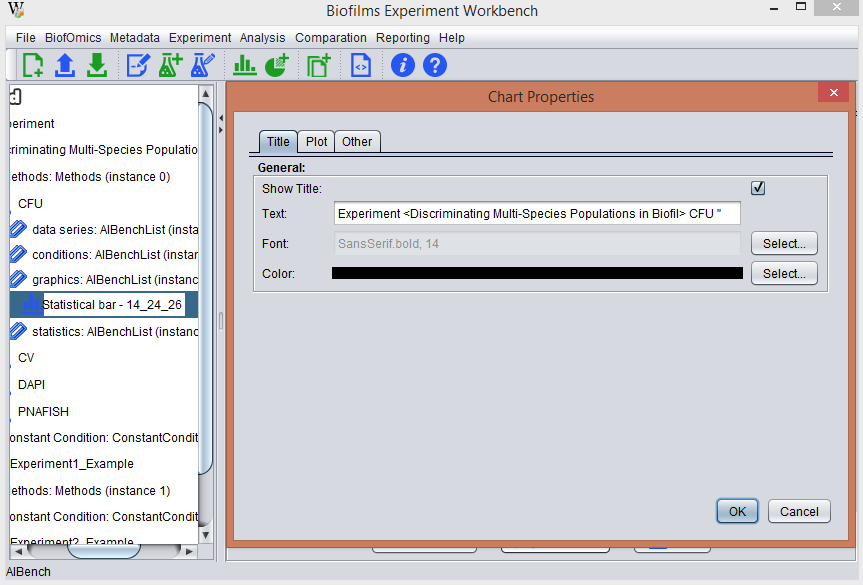 Biofilms Experiment Workbench
File BiofOmics Metadata Experiment Analysis Comparation Reporting Help
eriment
criminating Multi-Species Populatio
ethods: Methods (instance 0)
CFU
data series: AIBenchList (insta
conditions: AIBenchList (instan
graphics: AIBenchList (instanc
Statistical bar - 14_24_26
statistics: AIBenchList (instanc
CV
DAPI
PNAFISH
onstant Condition: ConstantCondit
Experiment1_Example
ethods: Methods (instance 1)
onstant Condition: ConstantCondit
Experiment2_Example
AIBench
Chart Properties
Title Plot Other
General:
Show Title:
Text: Experiment <Discriminating Multi-Species Populations in Biofil> CFU "
Font: SansSerif.bold, 14 Select...
Color: Select...
OK Cancel